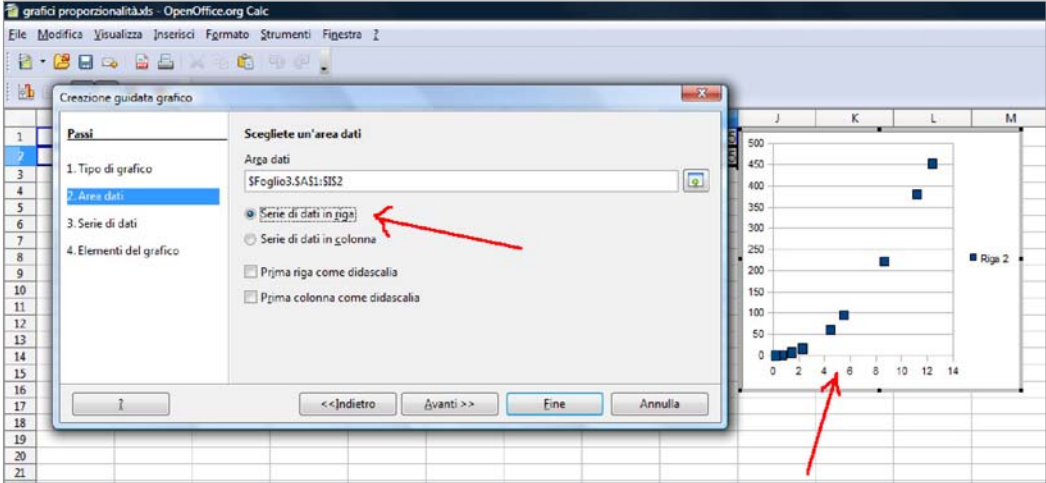 grafici proporzionalità.xls - OpenOffice.org Calc
File Modifica Visualizza Inserisci Formato Strumenti Finestra ?
Creazione guidata grafico
Passi
1. Tipo di grafico
2. Area dati
3. Serie di dati
4. Elementi del grafico
Scegliete un'area dati
Area dati
$Foglio3.$A$1:$I$2
Serie di dati in riga
Serie di dati in colonna
Prima riga come didascalia
Prima colonna come didascalia
? <<Indietro Avanti >> Fine Annulla
J K L M
1
2
3
4
5
6
7
8
9
10
11
12
13
14
15
16
17
18
19
20
21
500
450
400
350
300
250
200
150
100
50
0
0 2 4 6 8 10 12 14
Riga 2